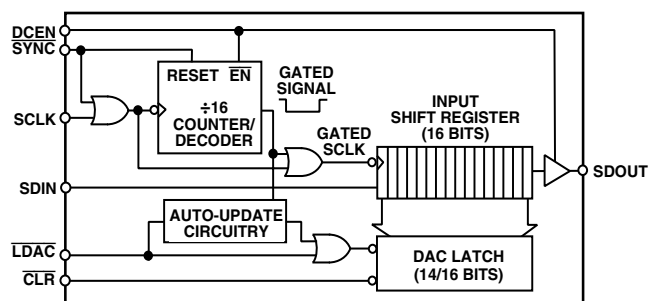 DCEN
SYNC
SCLK
SDIN
LDAC
CLR
RESET EN
÷16
COUNTER/
DECODER
GATED
SIGNAL
GATED
SCLK
INPUT
SHIFT REGISTER
(16 BITS)
SDOUT
AUTO-UPDATE
CIRCUITRY
DAC LATCH
(14/16 BITS)